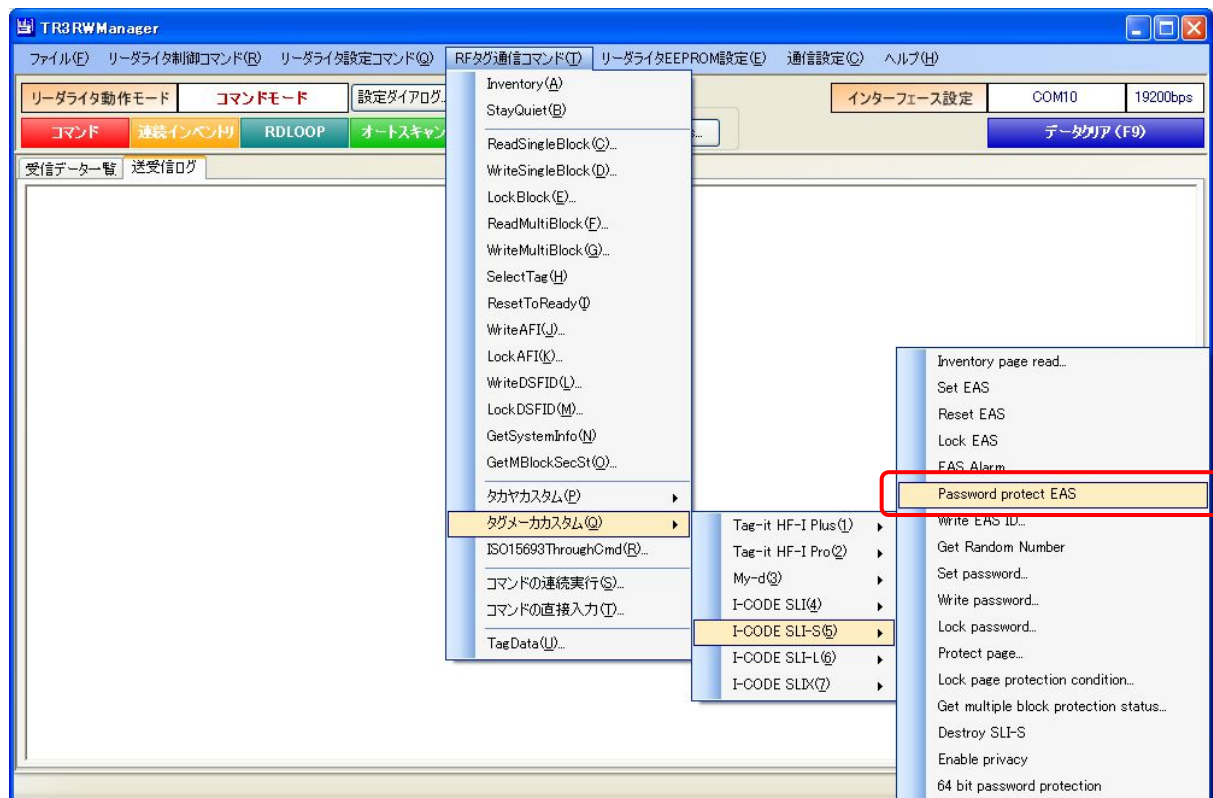 TR3RWManager
ファイル(F) リーダライタ制御コマンド(R) リーダライタ設定コマンド(Q) RFタグ通信コマンド(T) リーダライタEEPROM設定(E) 通信設定(C) ヘルプ(H)
リーダライタ動作モード コマンドモード 設定ダイアログ... インターフェース設定 COM10 19200bps
コマンド 連続インベントリ RDLOOP オートスキャン データクリア(F9)
受信データ一覧 送受信ログ
Inventory(A)
StayQuiet(B)
ReadSingleBlock(C)...
WriteSingleBlock(D)...
LockBlock(E)...
ReadMultiBlock(F)...
WriteMultiBlock(G)...
SelectTag(H)
ResetToReady(I)
WriteAFI(J)...
LockAFI(K)...
WriteDSFID(L)...
LockDSFID(M)...
GetSystemInfo(N)
GetMBlockSecSt(O)...
タカヤカスタム(P)
タグメーカカスタム(Q)
ISO15693ThroughCmd(R)...
コマンドの連続実行(S)...
コマンドの直接入力(T)...
TagData(U)...
Tag-it HF-I Plus(1)
Tag-it HF-I Pro(2)
My-d(3)
I-CODE SLI(4)
I-CODE SLI-S(5)
I-CODE SLI-L(6)
I-CODE SLIX(7)
Inventory page read...
Set EAS
Reset EAS
Lock EAS
EAS Alarm
Password protect EAS
Write EAS ID...
Get Random Number
Set password...
Write password...
Lock password...
Protect page...
Lock page protection condition...
Get multiple block protection status...
Destroy SLI-S
Enable privacy
64 bit password protection